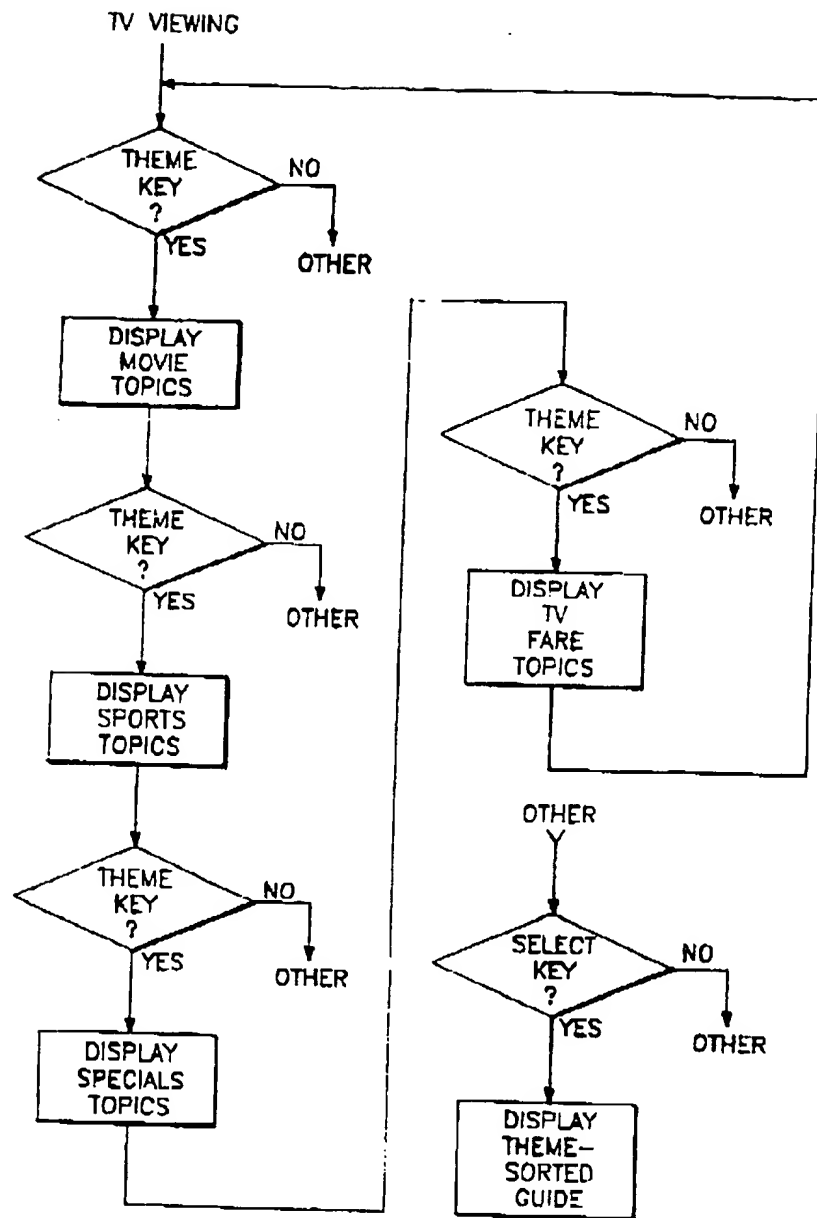 TV VIEWING
THEME
KEY
?
NO
YES
OTHER
DISPLAY
MOVIE
TOPICS
THEME
KEY
?
NO
YES
OTHER
DISPLAY
SPORTS
TOPICS
THEME
KEY
?
NO
YES
OTHER
DISPLAY
SPECIALS
TOPICS
THEME
KEY
?
NO
YES
OTHER
DISPLAY
TV
FARE
TOPICS
OTHER
SELECT
KEY
?
NO
YES
OTHER
DISPLAY
THEME-
SORTED
GUIDE